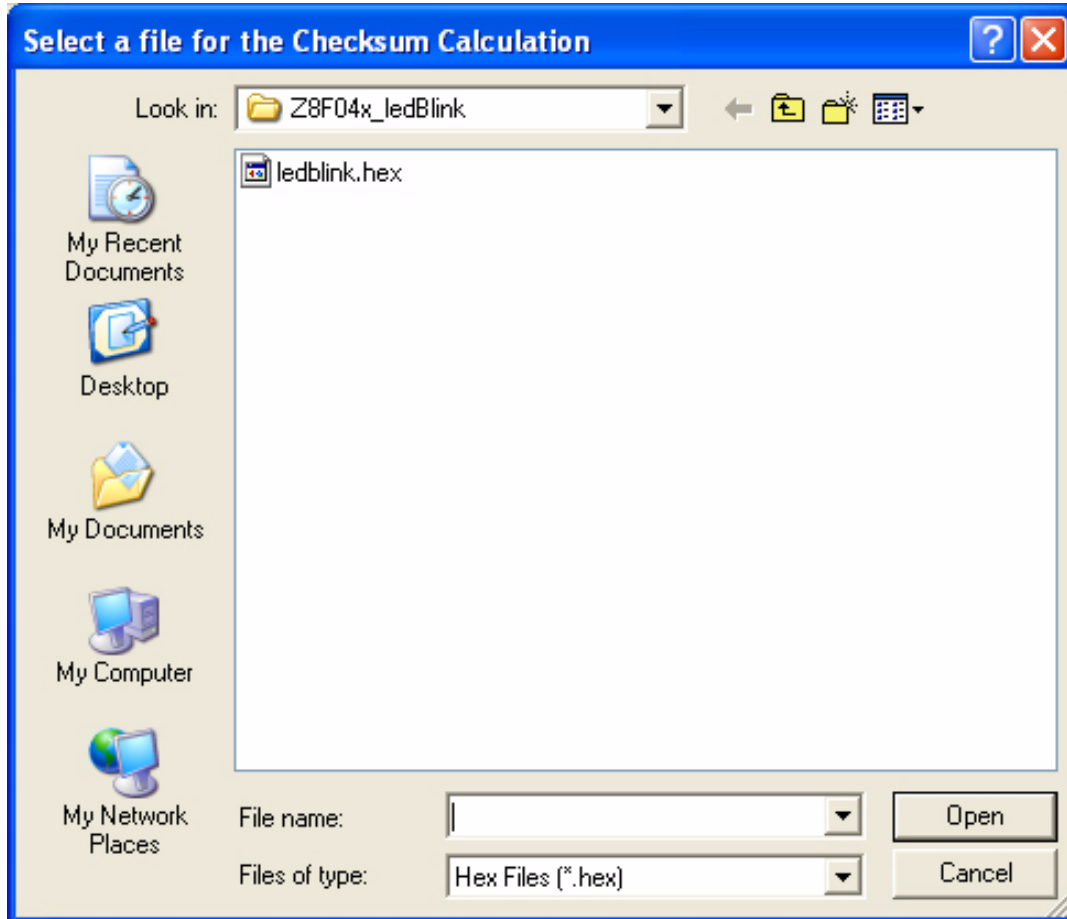 Select a file for the Checksum Calculation
Look in:
Z8F04x_ledBlink
ledblink.hex
My Recent
Documents
Desktop
My Documents
My Computer
My Network
Places
File name:
Open
Files of type:
Hex Files (*.hex)
Cancel